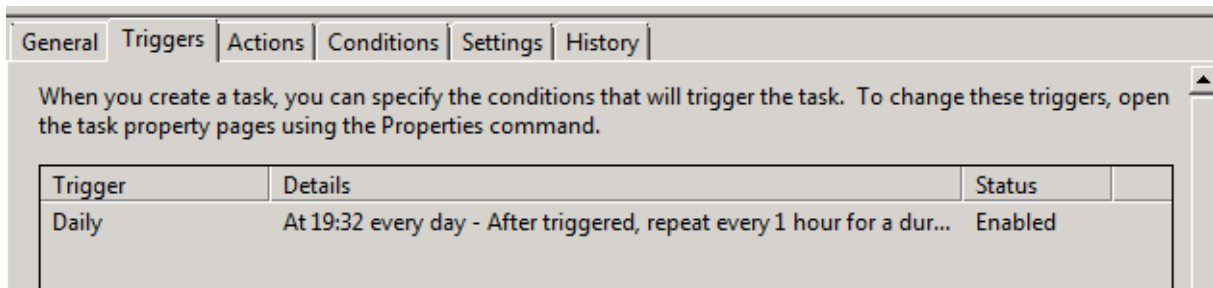 General Triggers Actions Conditions Settings History
When you create a task, you can specify the conditions that will trigger the task. To change these triggers, open
the task property pages using the Properties command.
Trigger Details Status
Daily At 19:32 every day - After triggered, repeat every 1 hour for a dur... Enabled